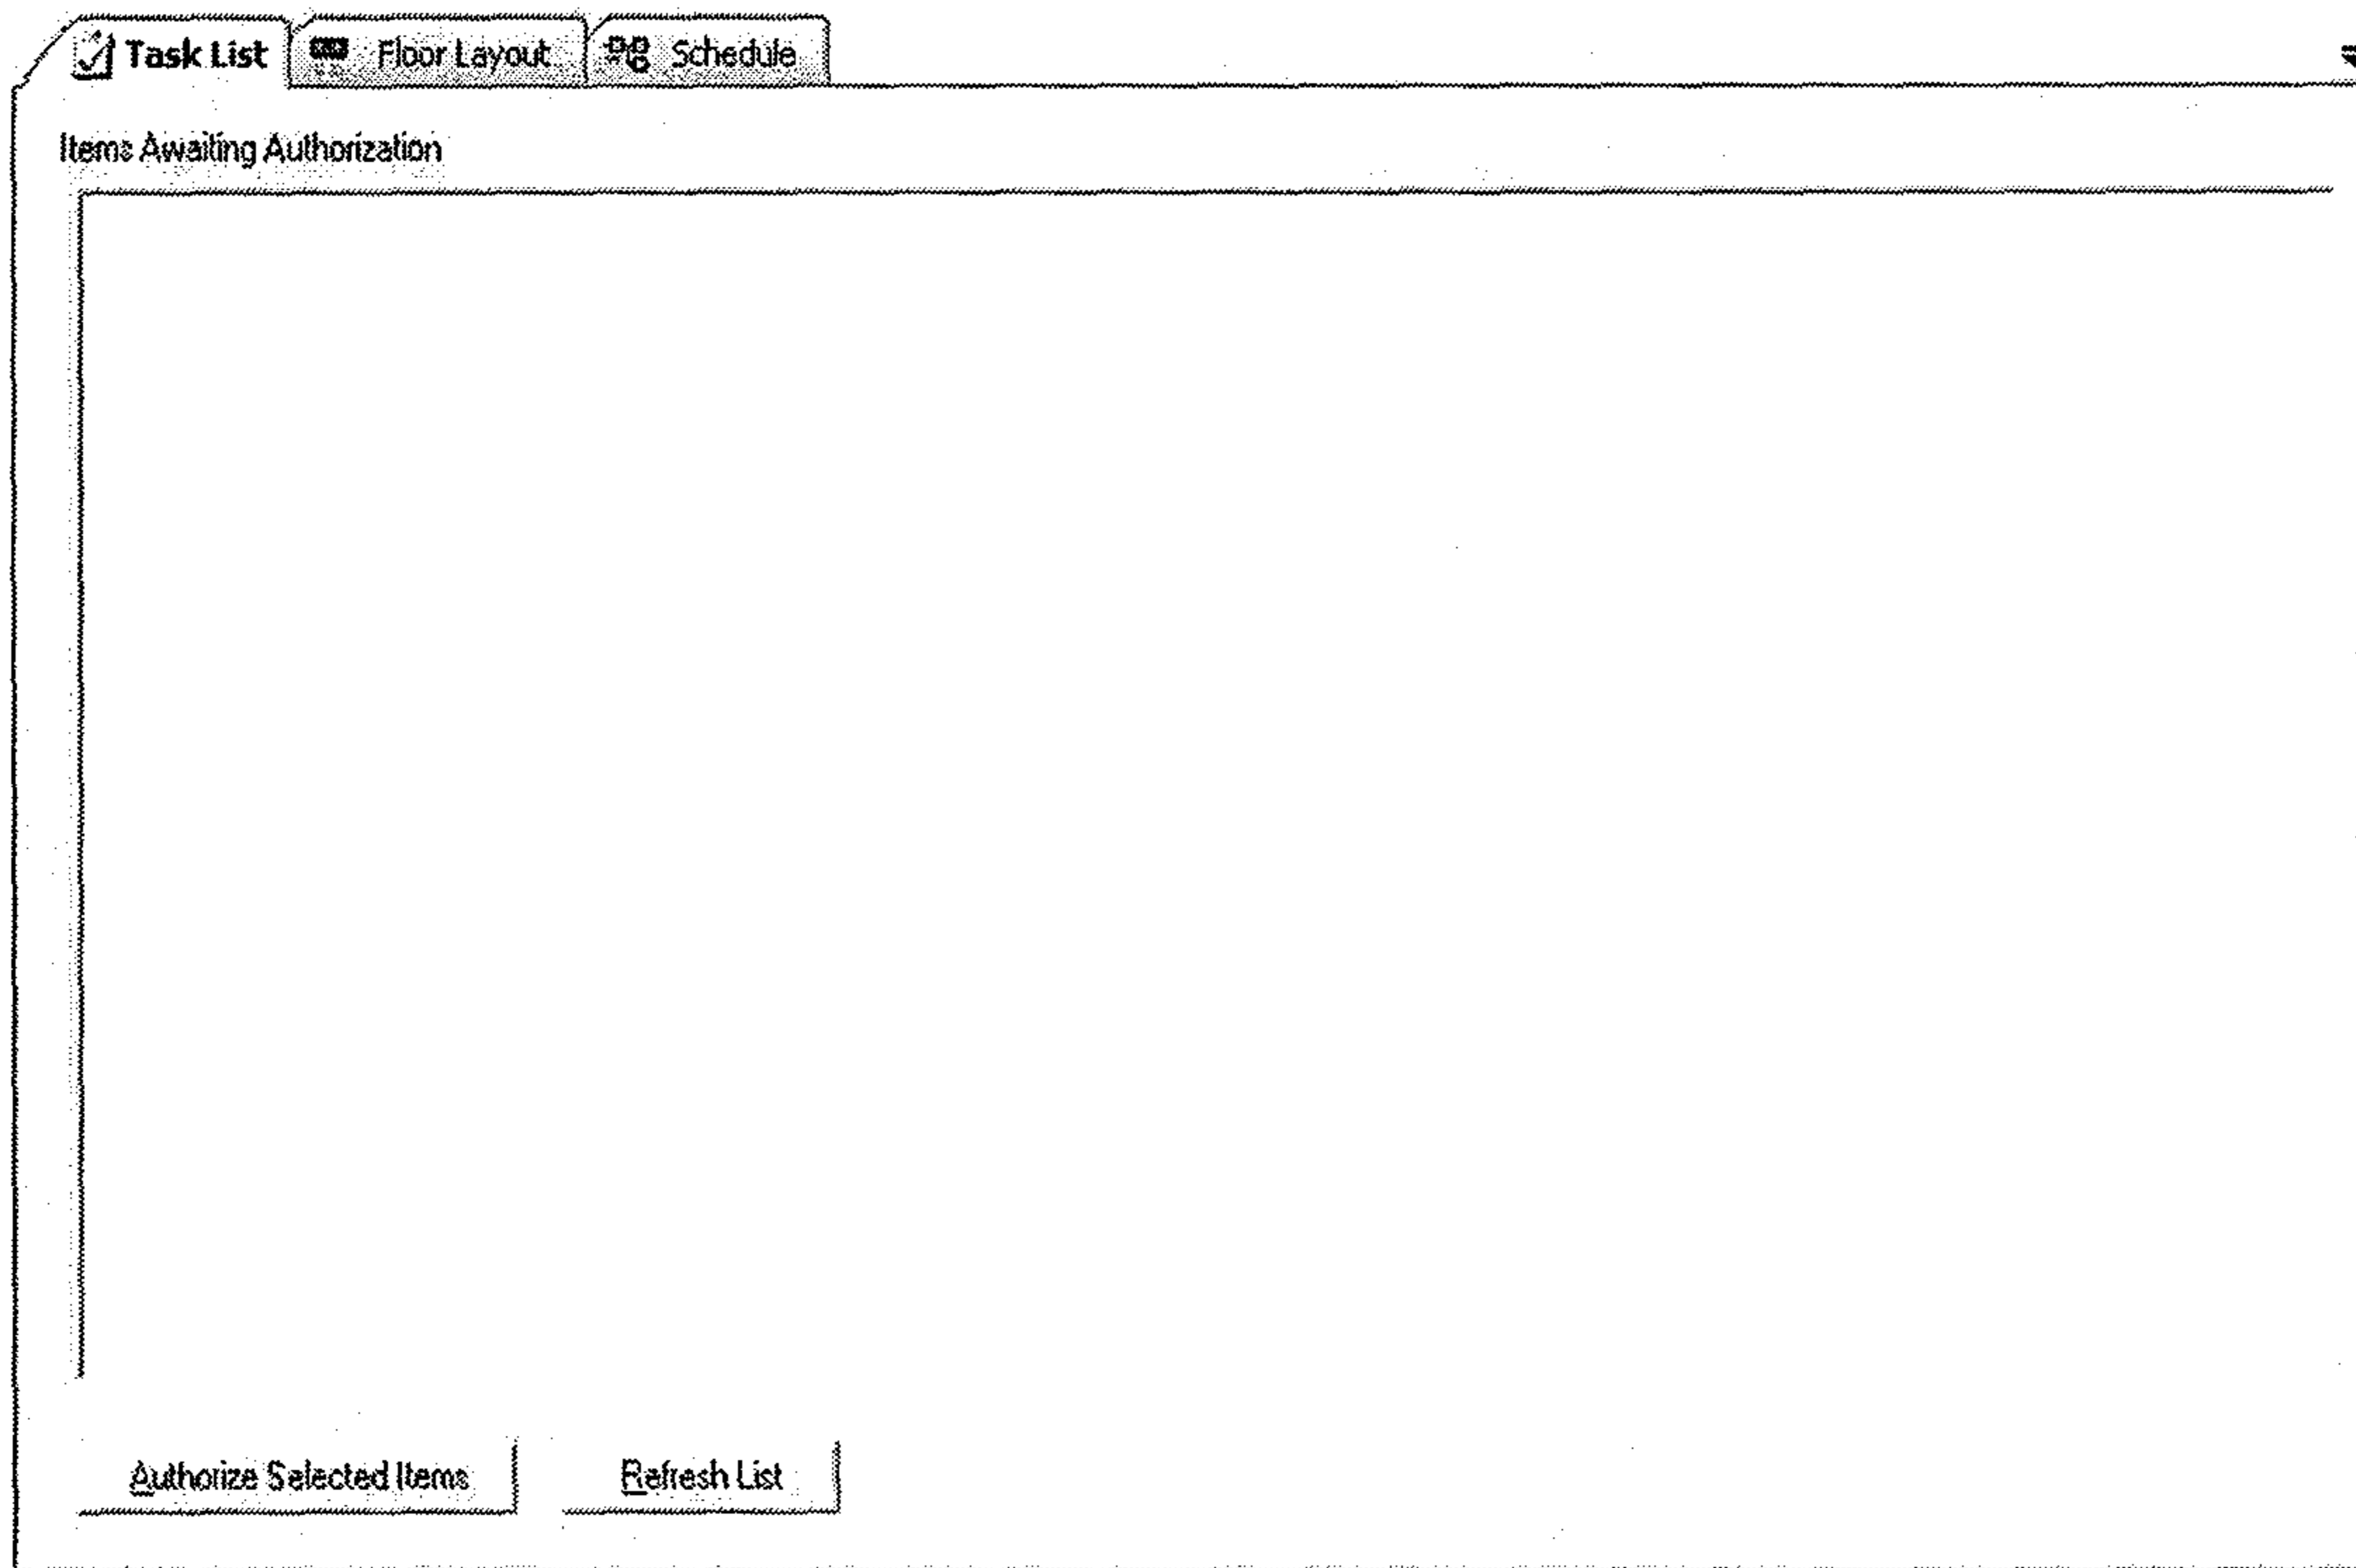 Task List Floor Layout Schedule
Items Awaiting Authorization
Authorize Selected Items Refresh List